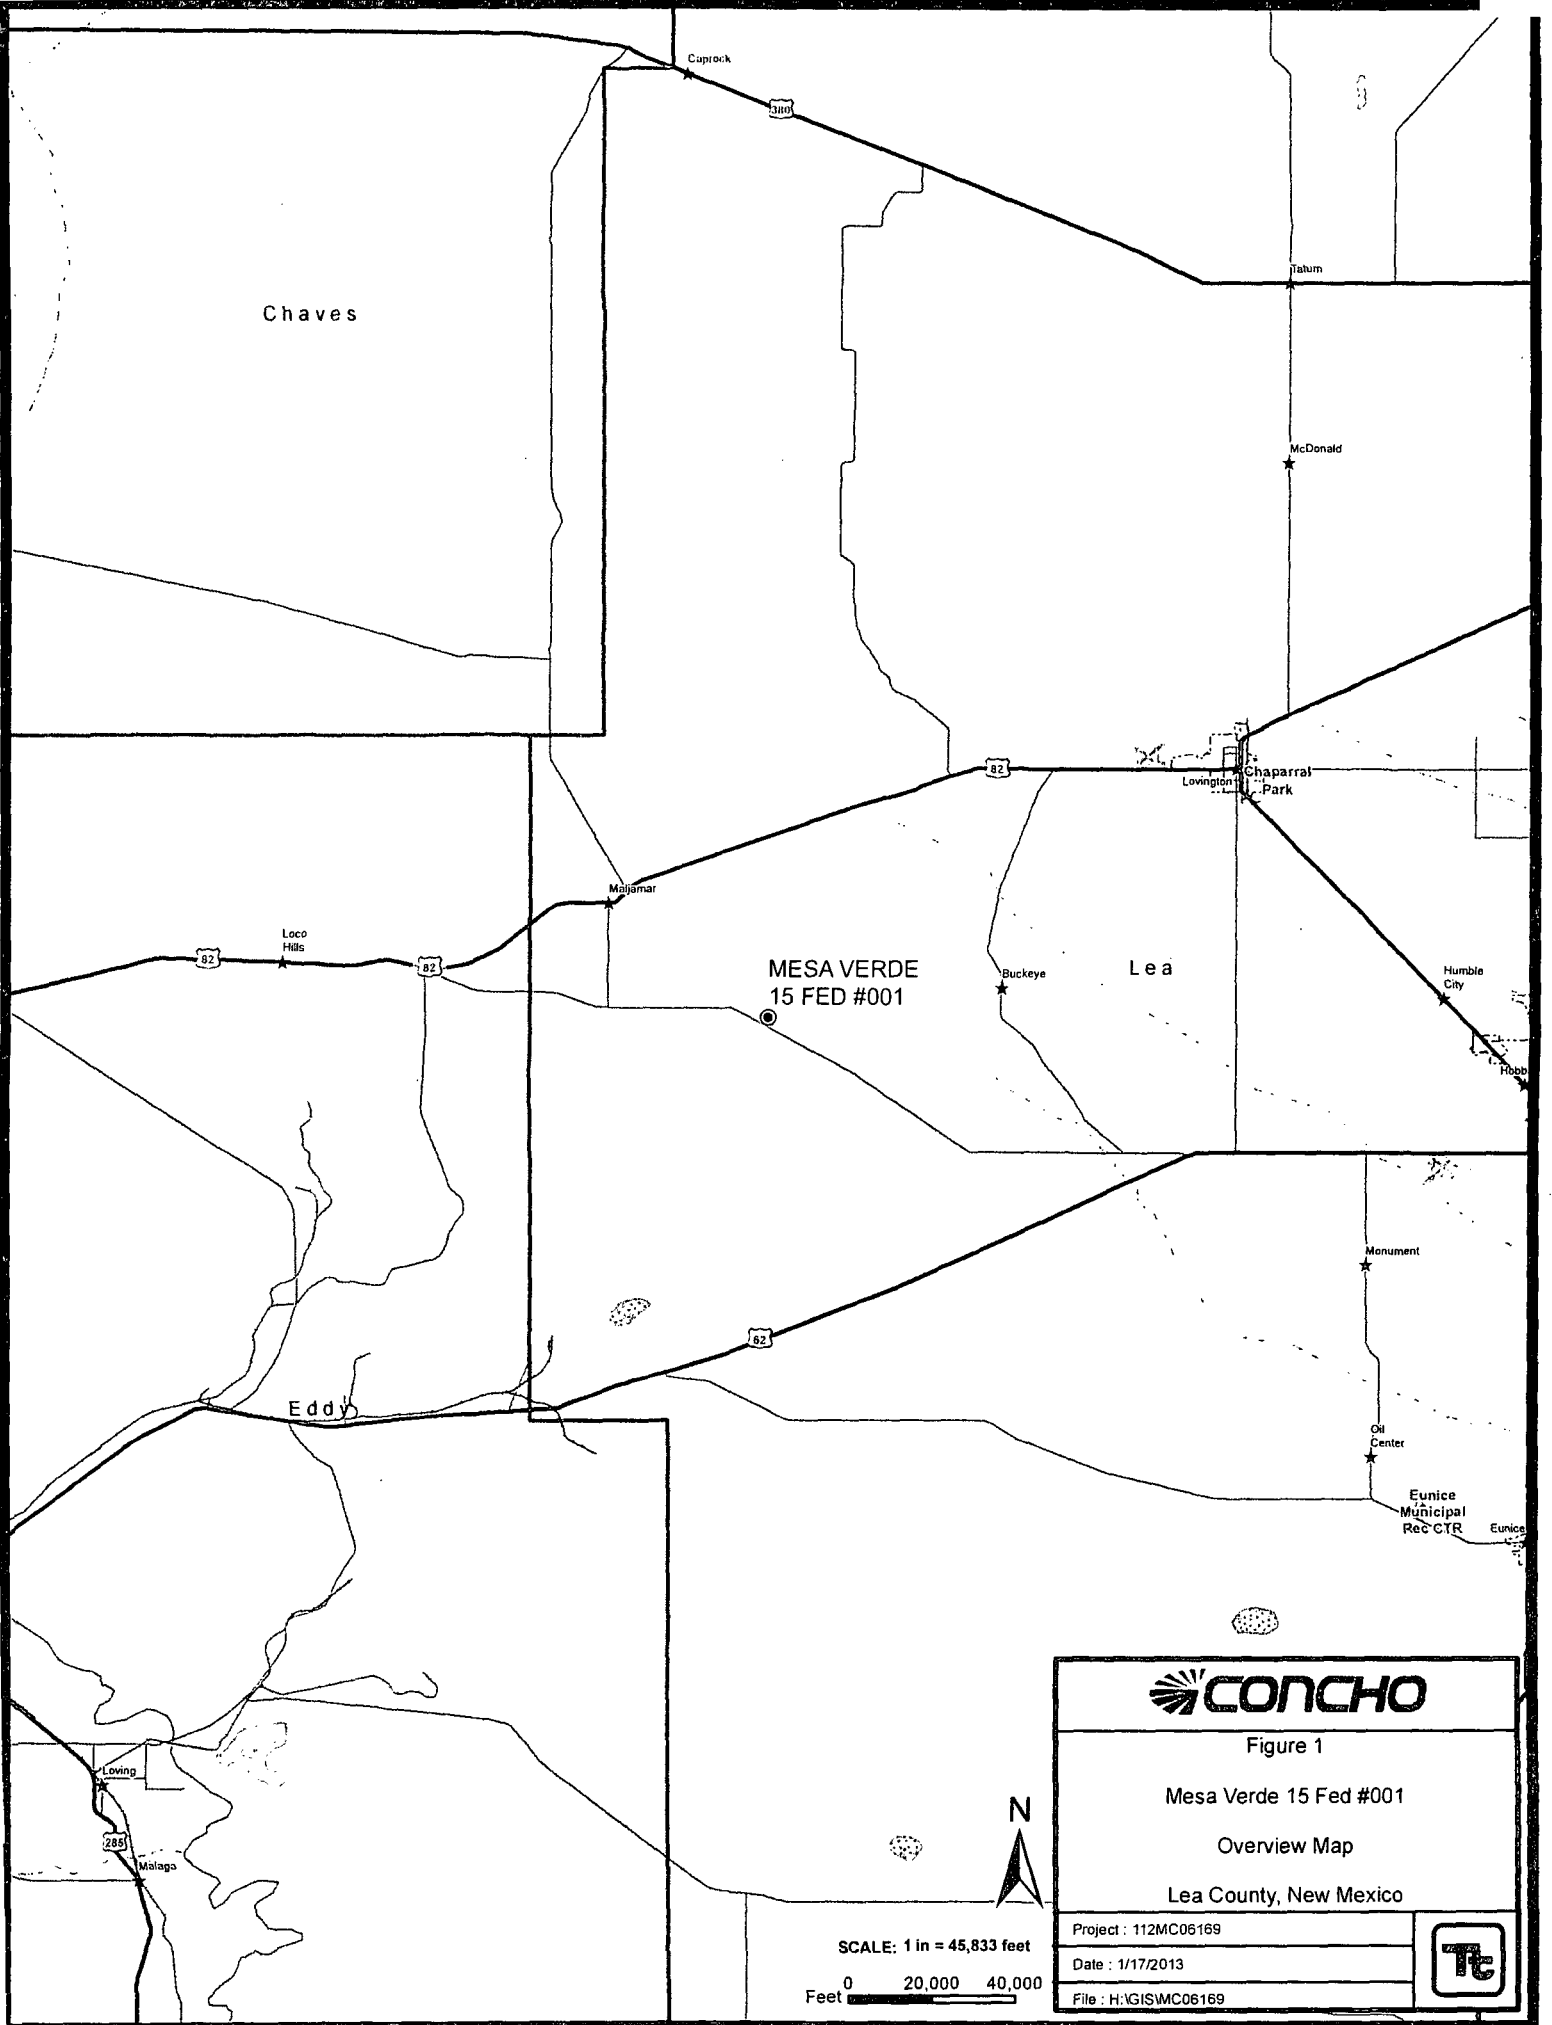 Caprock
380
Tatum
Chaves
McDonald
82
Lovington
Chaparral
Park
Maljamar
Loco
Hills
82
82
MESA VERDE
15 FED #001
Buckeye
Lea
Humble
City
Hobb
Monument
62
Eddy
Oil
Center
Eunice
Municipal
Rec CTR
Eunice
Loving
285
Malaga
N
SCALE: 1 in = 45,833 feet
0 20,000 40,000
Feet
CONCHO
Figure 1
Mesa Verde 15 Fed #001
Overview Map
Lea County, New Mexico
Project : 112MC06169
Date : 1/17/2013
File : H:\GIS\MC06169
Tt